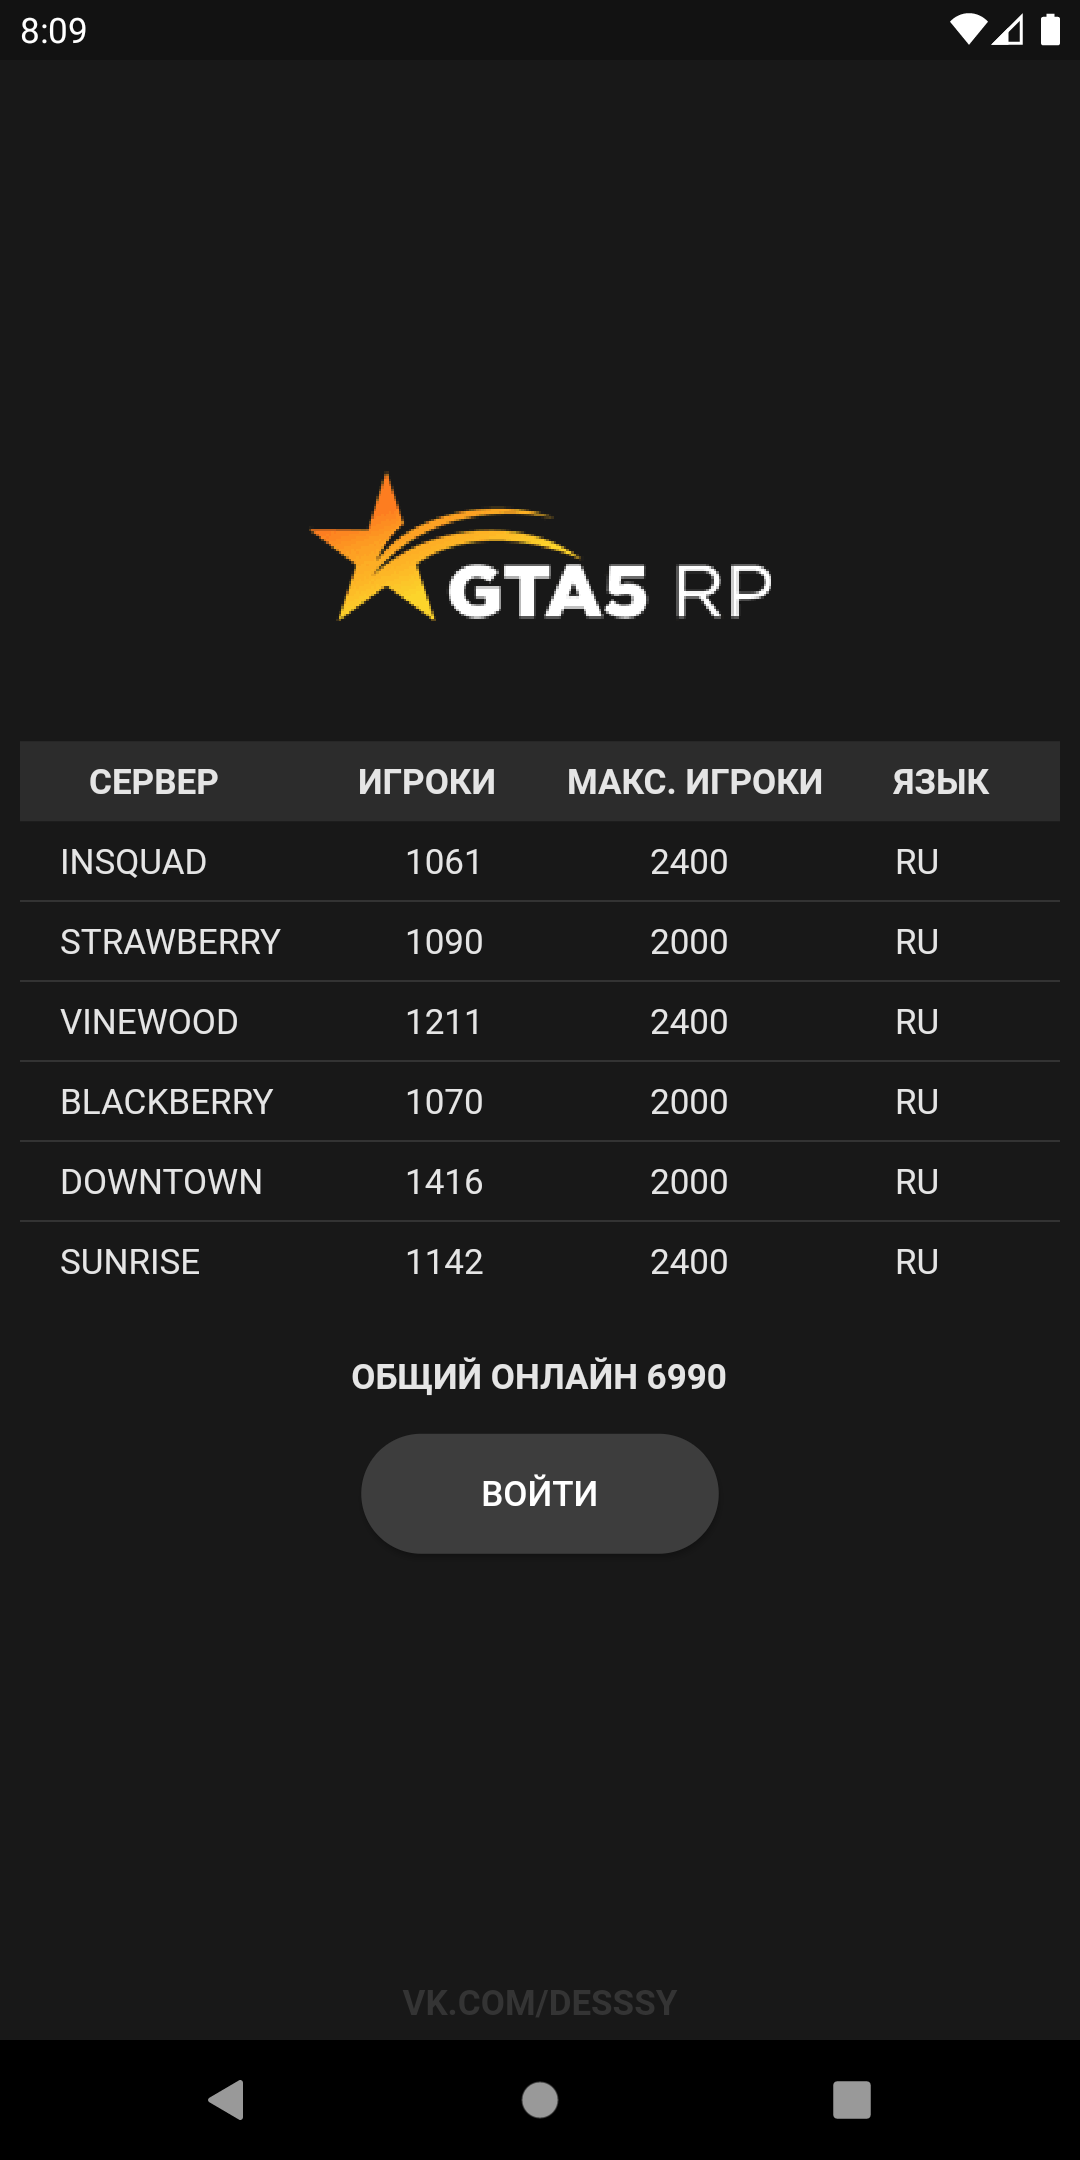 8:09
GTA5 RP
СЕРВЕР ИГРОКИ МАКС. ИГРОКИ ЯЗЫК
INSQUAD 1061 2400 RU
STRAWBERRY 1090 2000 RU
VINEWOOD 1211 2400 RU
BLACKBERRY 1070 2000 RU
DOWNTOWN 1416 2000 RU
SUNRISE 1142 2400 RU
ОБЩИЙ ОНЛАЙН 6990
ВОЙТИ
VK.COM/DESSSY